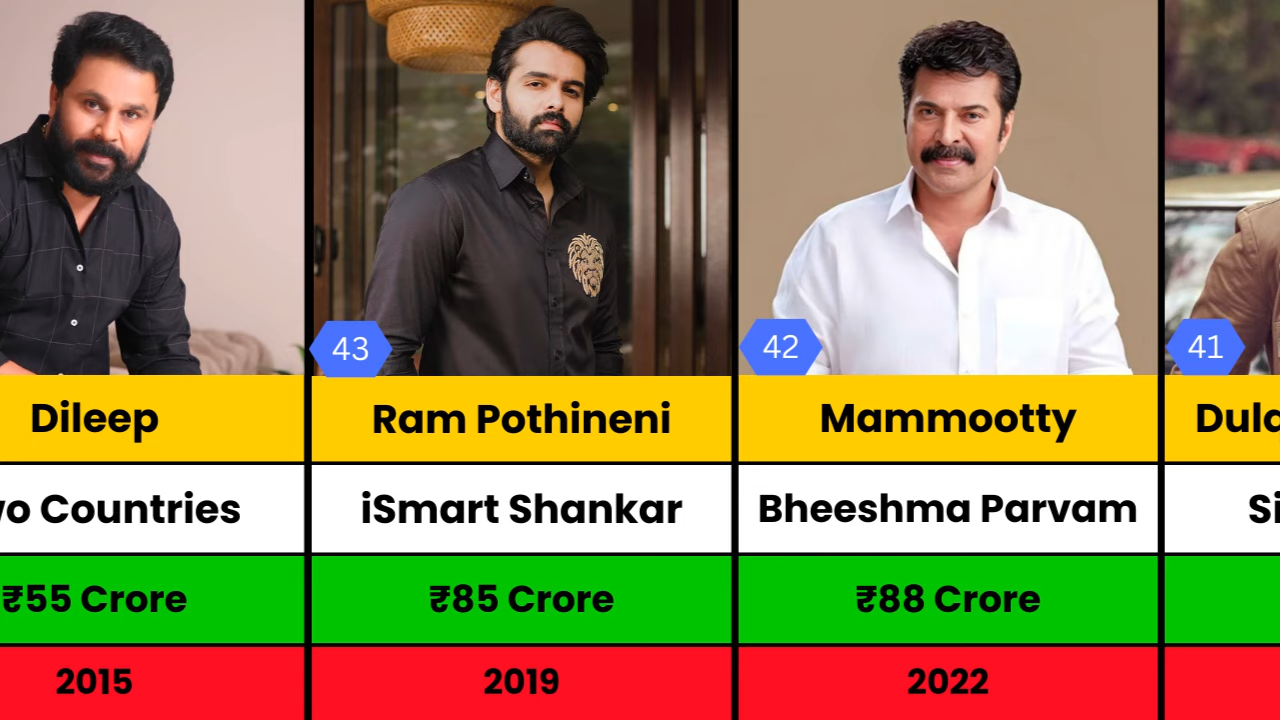 43
42
41
Dileep
Ram Pothineni
Mammootty
Countries
iSmart Shankar
Bheeshma Parvam
₹55 Crore
₹85 Crore
₹88 Crore
2015
2019
2022